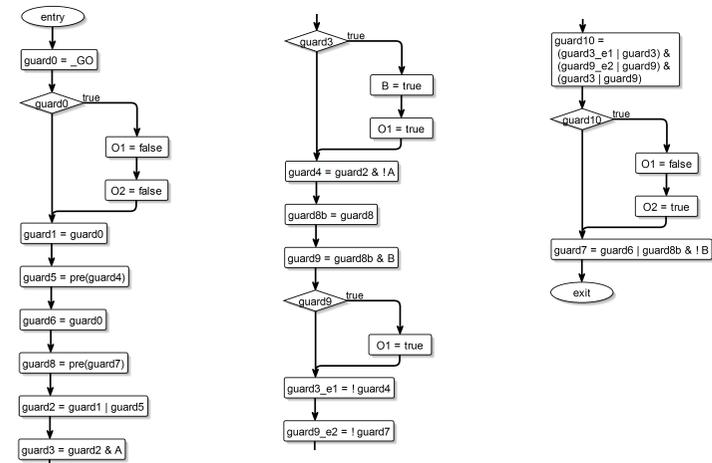 entry
guard0 = _GO
guard0
true
O1 = false
O2 = false
guard1 = guard0
guard5 = pre(guard4)
guard6 = guard0
guard8 = pre(guard7)
guard2 = guard1 | guard5
guard3 = guard2 & A
guard3
true
B = true
O1 = true
guard4 = guard2 & ! A
guard8b = guard8
guard9 = guard8b & B
guard9
true
O1 = true
guard3_e1 = ! guard4
guard9_e2 = ! guard7
guard10 =
(guard3_e1 | guard3) &
(guard9_e2 | guard9) &
(guard3 | guard9)
guard10
true
O1 = false
O2 = true
guard7 = guard6 | guard8b & ! B
exit